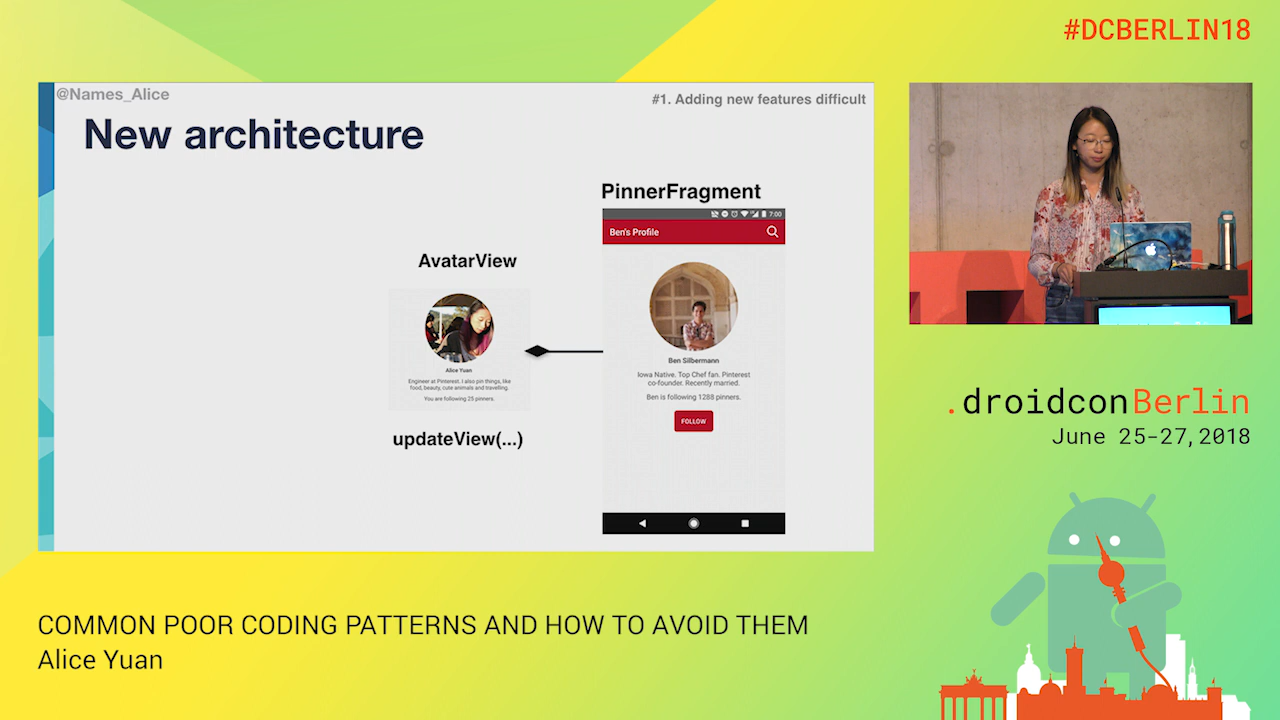 #DCBERLIN18
@Names_Alice
#1. Adding new features difficult
New architecture
PinnerFragment
7:00
Ben's Profile
AvatarView
Alice Yuan
Engineer at Pinterest. I also pin things, like
food, beauty, cute animals and travelling.
You are following 25 pinners.
updateView(...)
Ben Silbermann
Iowa Native. Top Chef fan. Pinterest
co-founder. Recently married.
Ben is following 1288 pinners.
FOLLOW
.droidconBerlin
June 25-27, 2018
COMMON POOR CODING PATTERNS AND HOW TO AVOID THEM
Alice Yuan